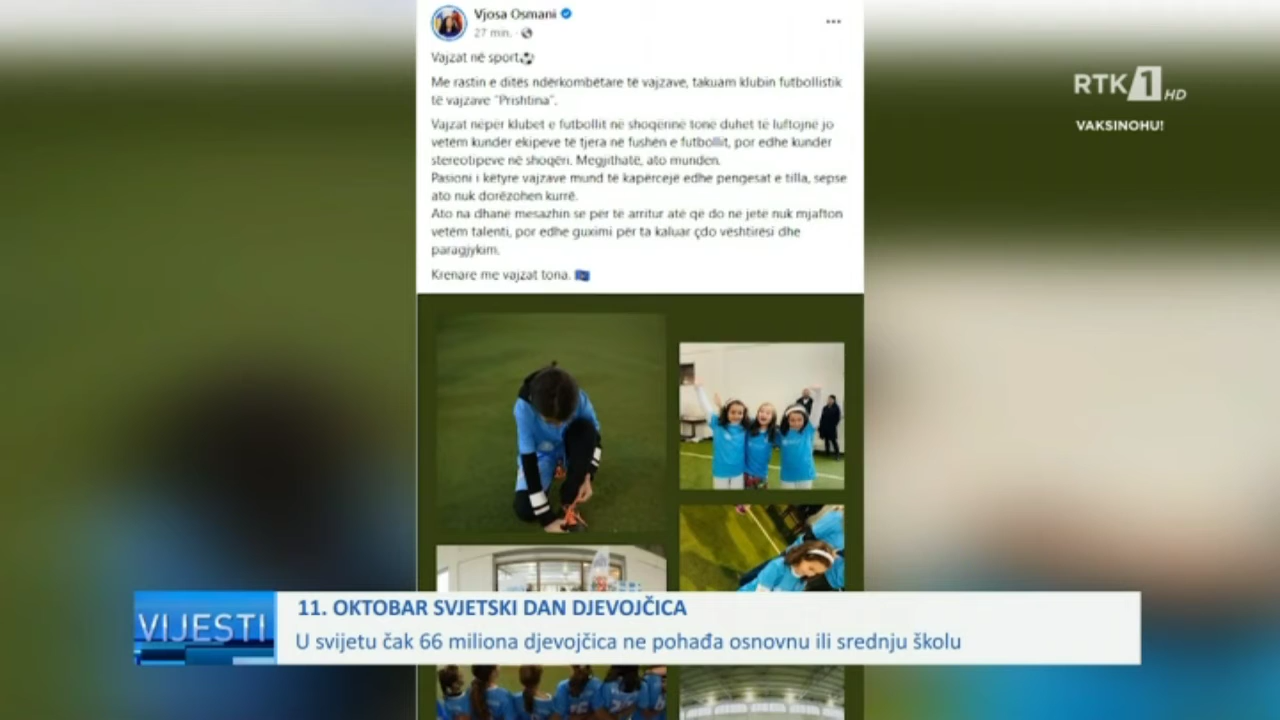 Vjosa Osmani
27 min.
Vajzat në sport
Me rastin e ditës ndërkombëtare të vajzave, takuam klubin futbollistik
të vajzave "Prishtina".
Vajzat nëpër klubet e futbollit në shoqërinë tonë duhet të luftojnë jo
vetëm kundër ekipeve të tjera në fushën e futbollit, por edhe kundër
stereotipeve në shoqëri. Megjithatë, ato munden.
Pasioni i këtyre vajzave mund të kapërcejë edhe pengesat e tilla, sepse
ato nuk dorëzohen kurrë.
Ato na dhanë mesazhin se për të arritur atë që do në jetë nuk mjafton
vetëm talenti, por edhe guximi për ta kaluar çdo vështirësi dhe
paragjykim.
Krenare me vajzat tona.
RTK 1 HD
VAKSINOHU!
VIJESTI
11. OKTOBAR SVJETSKI DAN DJEVOJČICA
U svijetu čak 66 miliona djevojčica ne pohađa osnovnu ili srednju školu